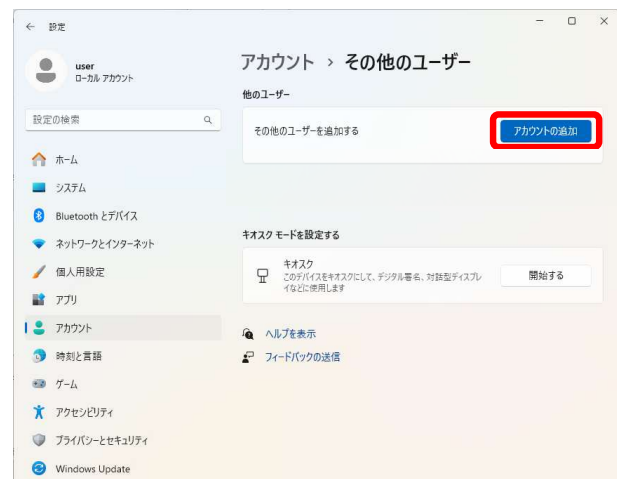 ← 設定
user
ローカル アカウント
設定の検索
ホーム
システム
Bluetooth とデバイス
ネットワークとインターネット
個人用設定
アプリ
アカウント
時刻と言語
ゲーム
アクセシビリティ
プライバシーとセキュリティ
Windows Update
アカウント › その他のユーザー
他のユーザー
その他のユーザーを追加する
アカウントの追加
キオスク モードを設定する
キオスク
このデバイスをキオスクにして、デジタル署名、対話型ディスプレ
イなどに使用します
開始する
ヘルプを表示
フィードバックの送信